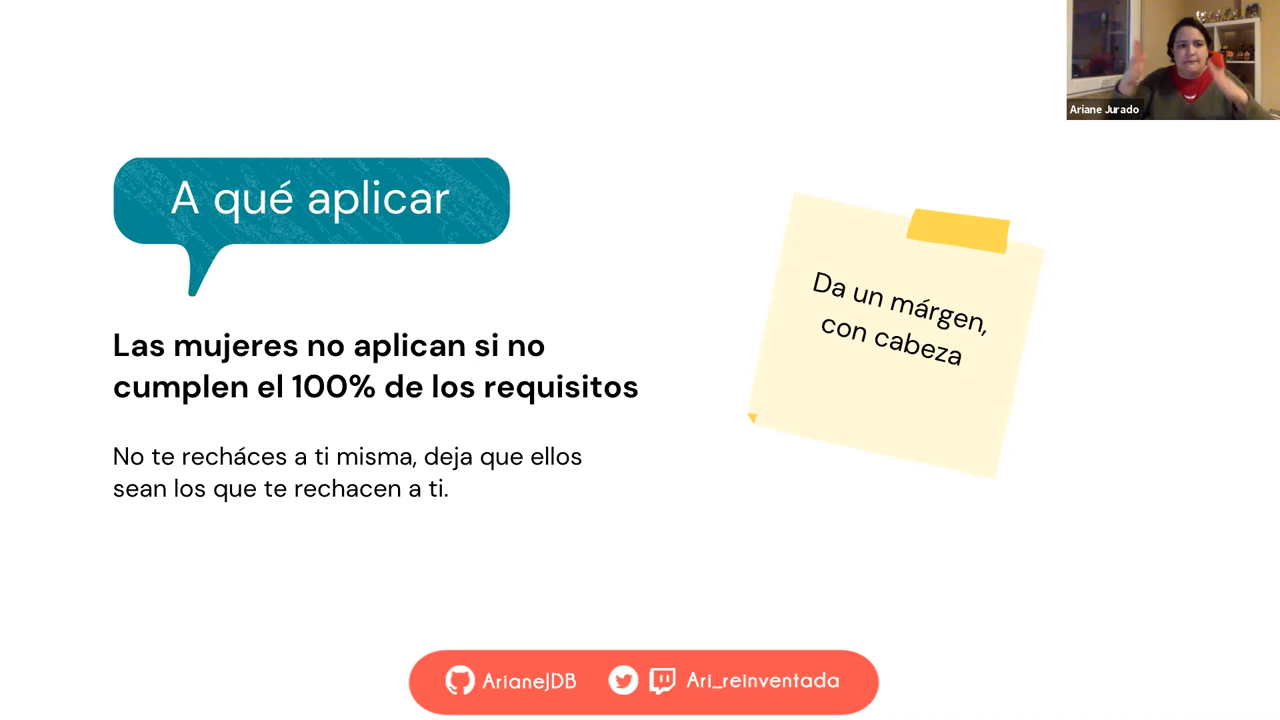 Ariane Jurado
A qué aplicar
Las mujeres no aplican si no
cumplen el 100% de los requisitos
No te recháces a ti misma, deja que ellos
sean los que te rechacen a ti.
Da un márgen,
con cabeza
ArianeJDB
Ari_reinventada